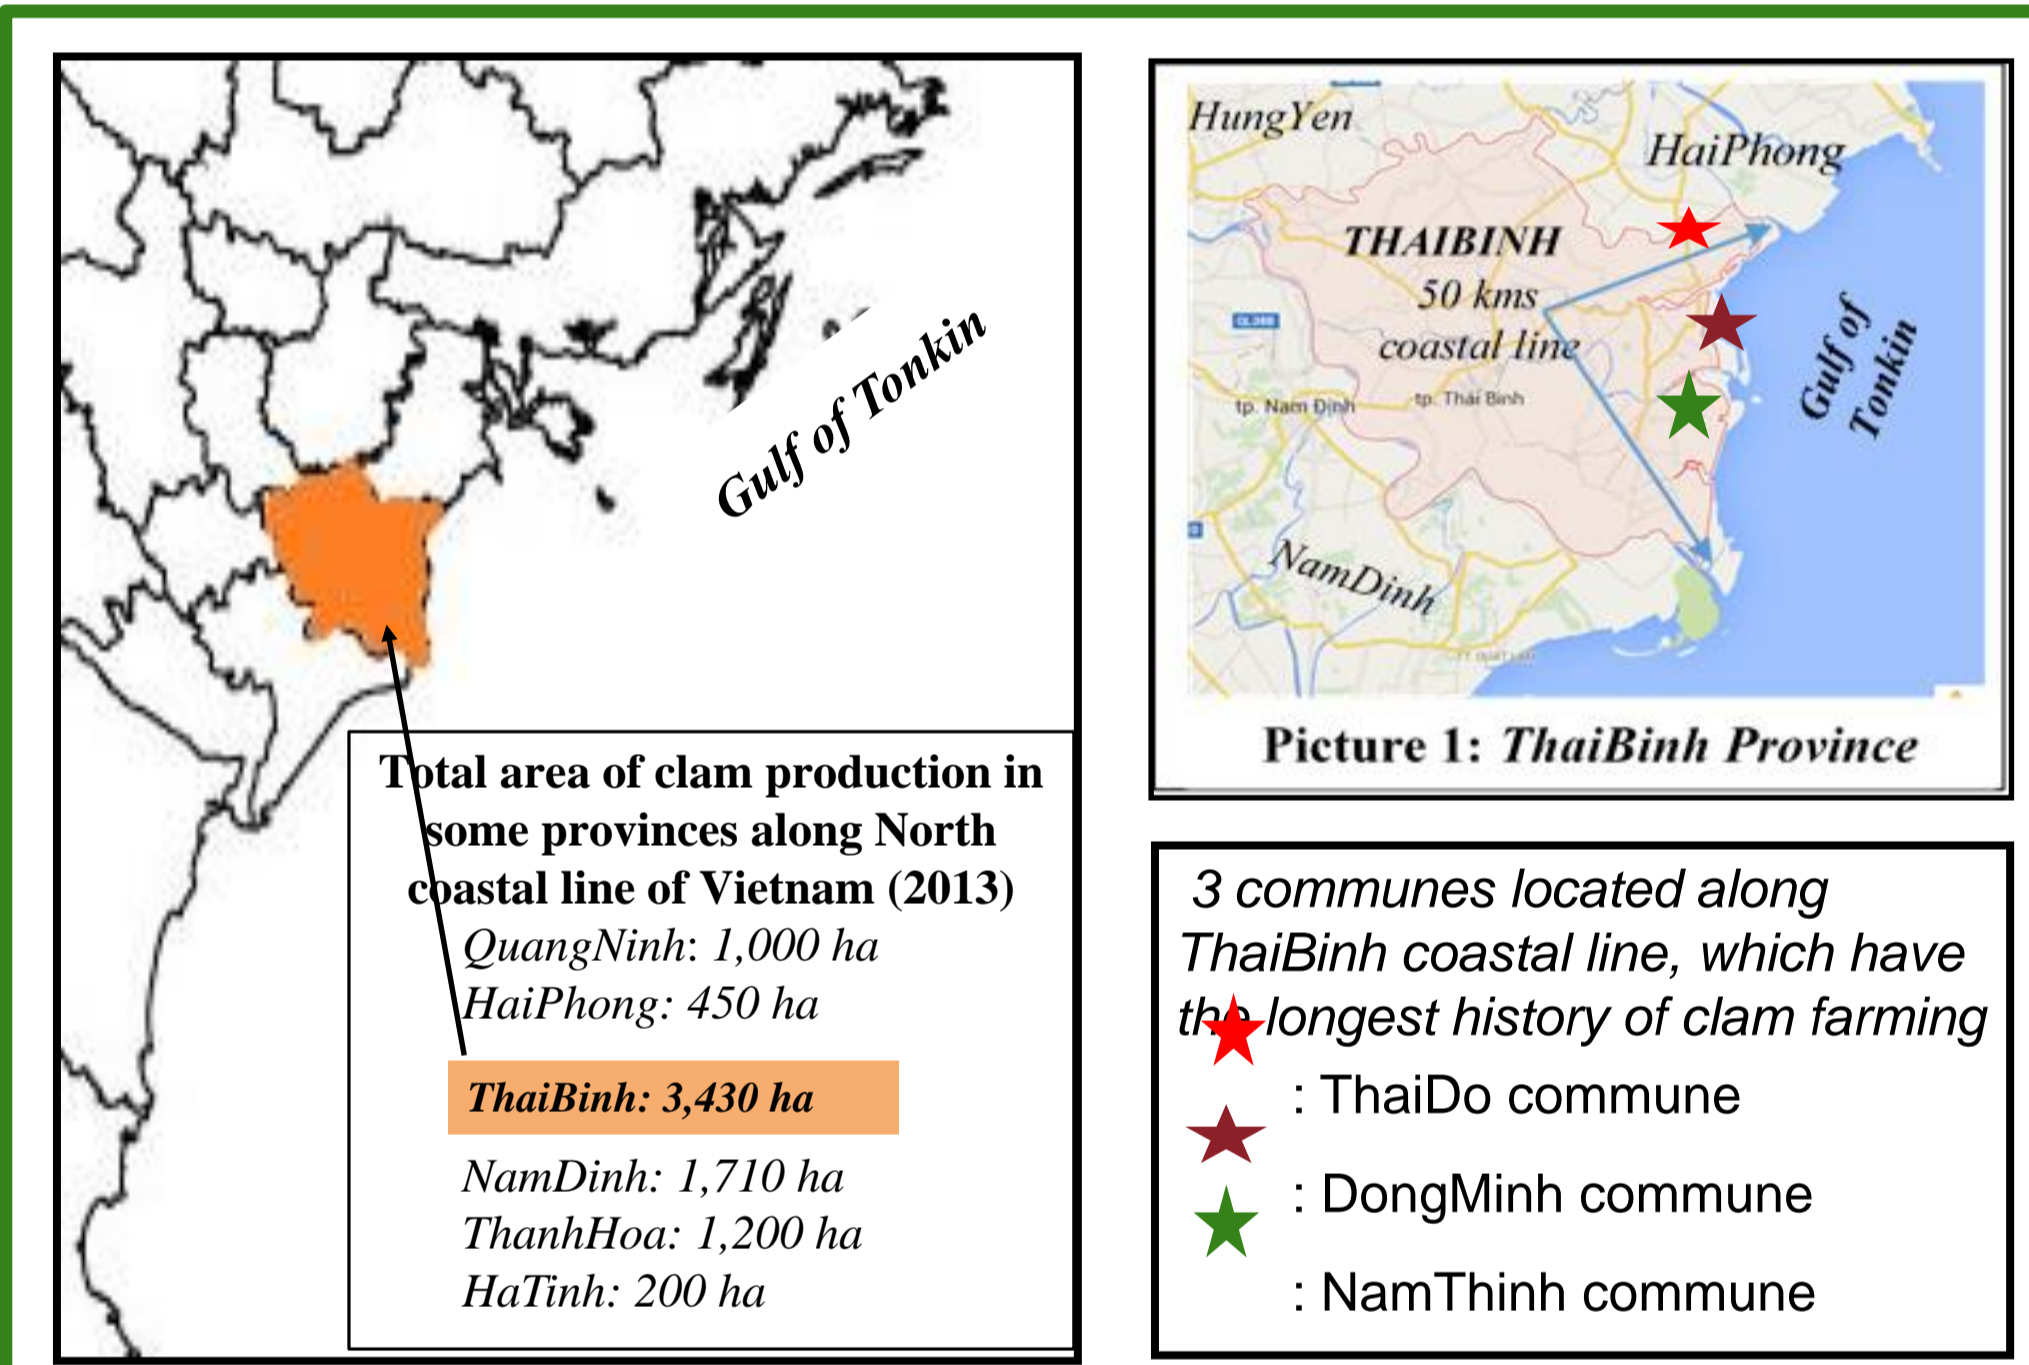 Gulf of Tonkin
Total area of clam production in
some provinces along North
coastal line of Vietnam (2013)
QuangNinh: 1,000 ha
HaiPhong: 450 ha
ThaiBinh: 3,430 ha
NamDinh: 1,710 ha
ThanhHoa: 1,200 ha
HaTinh: 200 ha
HungYen
HaiPhong
THAIBINH
50 kms
coastal line
Gulf of
Tonkin
tp. Nam Định
tp. Thái Bình
NamDinh
Picture 1: ThaiBinh Province
3 communes located along
ThaiBinh coastal line, which have
the longest history of clam farming
: ThaiDo commune
: DongMinh commune
: NamThinh commune